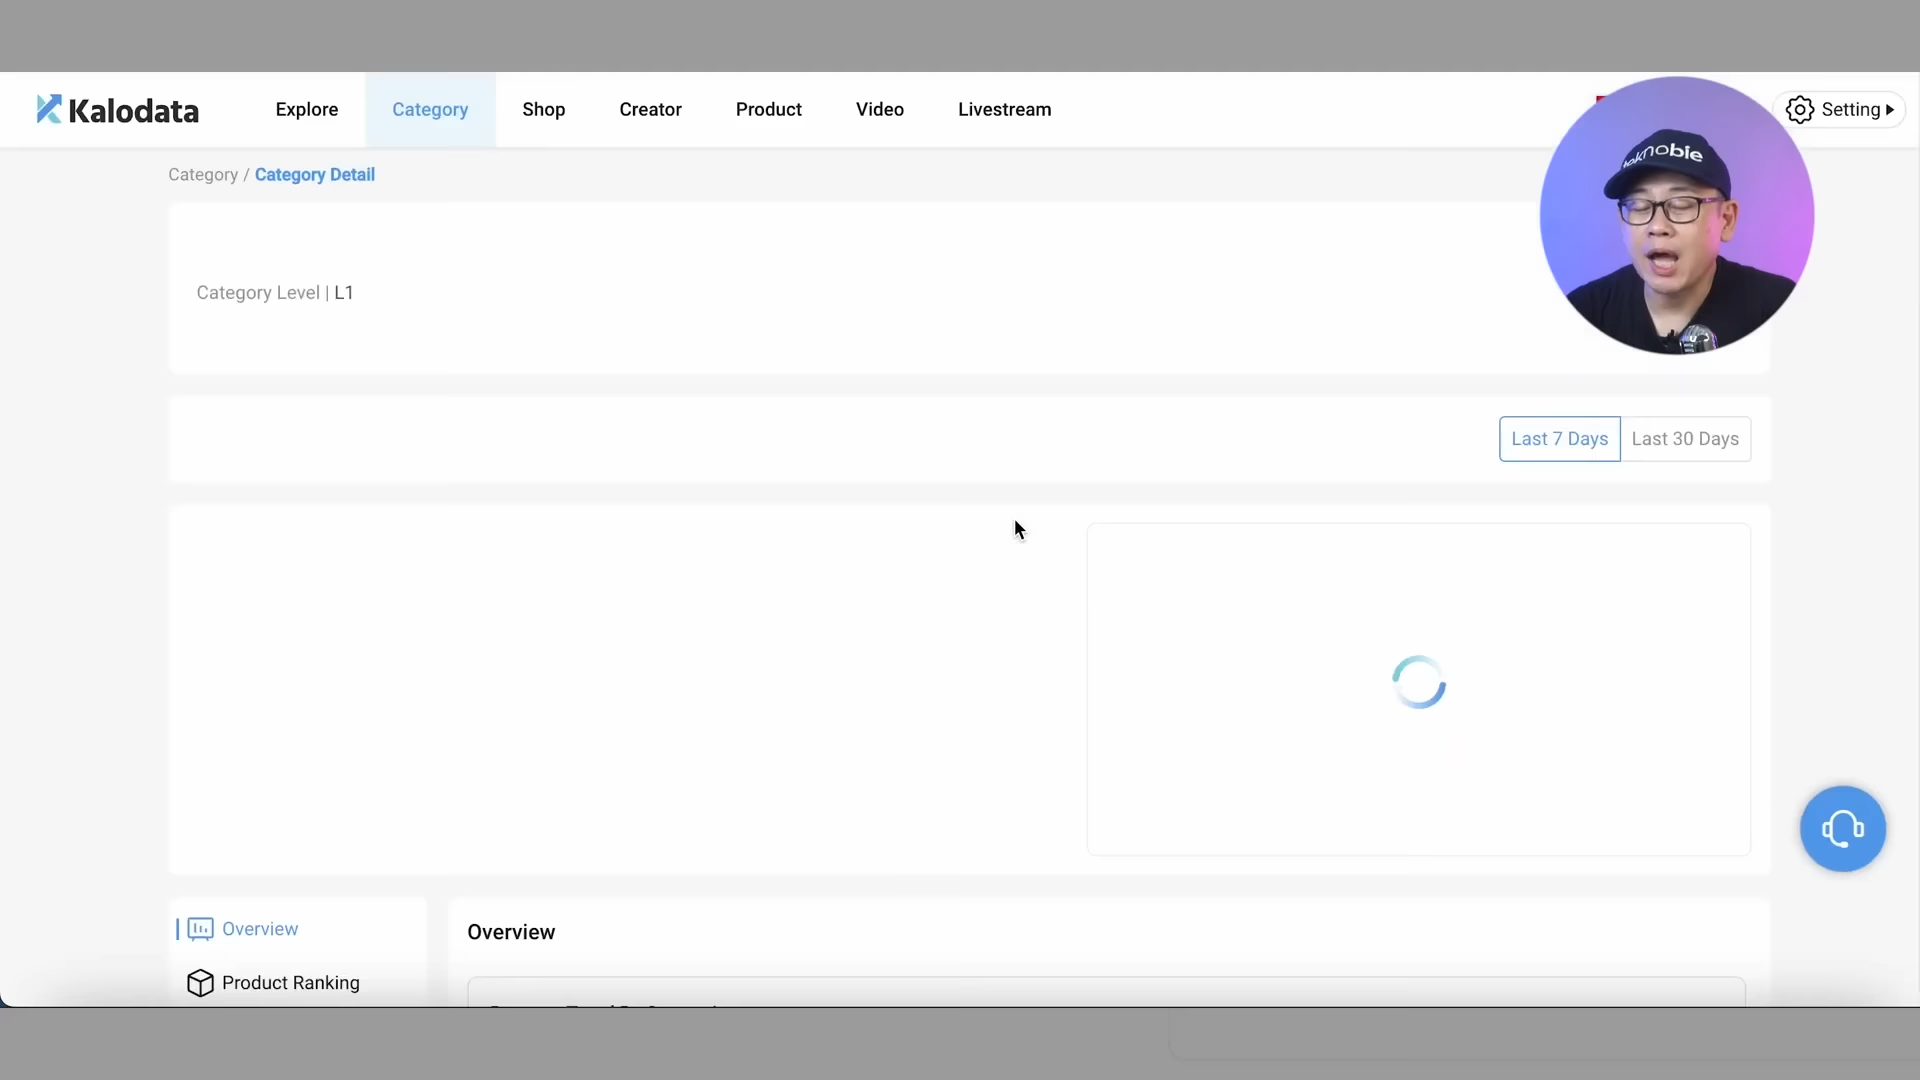 Kalodata
Explore
Category
Shop
Creator
Product
Video
Livestream
Setting
Category / Category Detail
Category Level | L1
Last 7 Days
Last 30 Days
Overview
Product Ranking
Overview